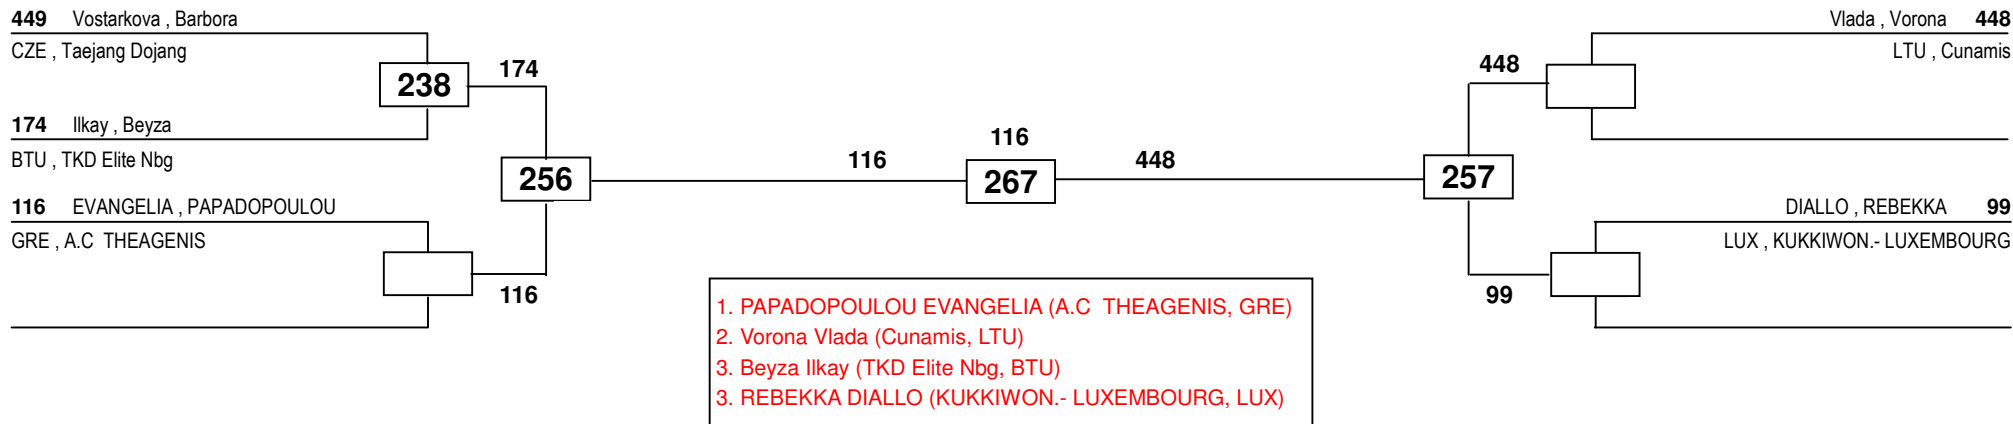 449 Vostarkova , Barbora
CZE , Taejang Dojang
238
174
174 Ilkay , Beyza
BTU , TKD Elite Nbg
256
116
116 EVANGELIA , PAPADOPOULOU
GRE , A.C THEAGENIS
116
116
267
448
Vlada , Vorona 448
LTU , Cunamis
448
257
DIALLO , REBEKKA 99
LUX , KUKKIWON.- LUXEMBOURG
99
1. PAPADOPOULOU EVANGELIA (A.C THEAGENIS, GRE)
2. Vorona Vlada (Cunamis, LTU)
3. Beyza Ilkay (TKD Elite Nbg, BTU)
3. REBEKKA DIALLO (KUKKIWON.- LUXEMBOURG, LUX)